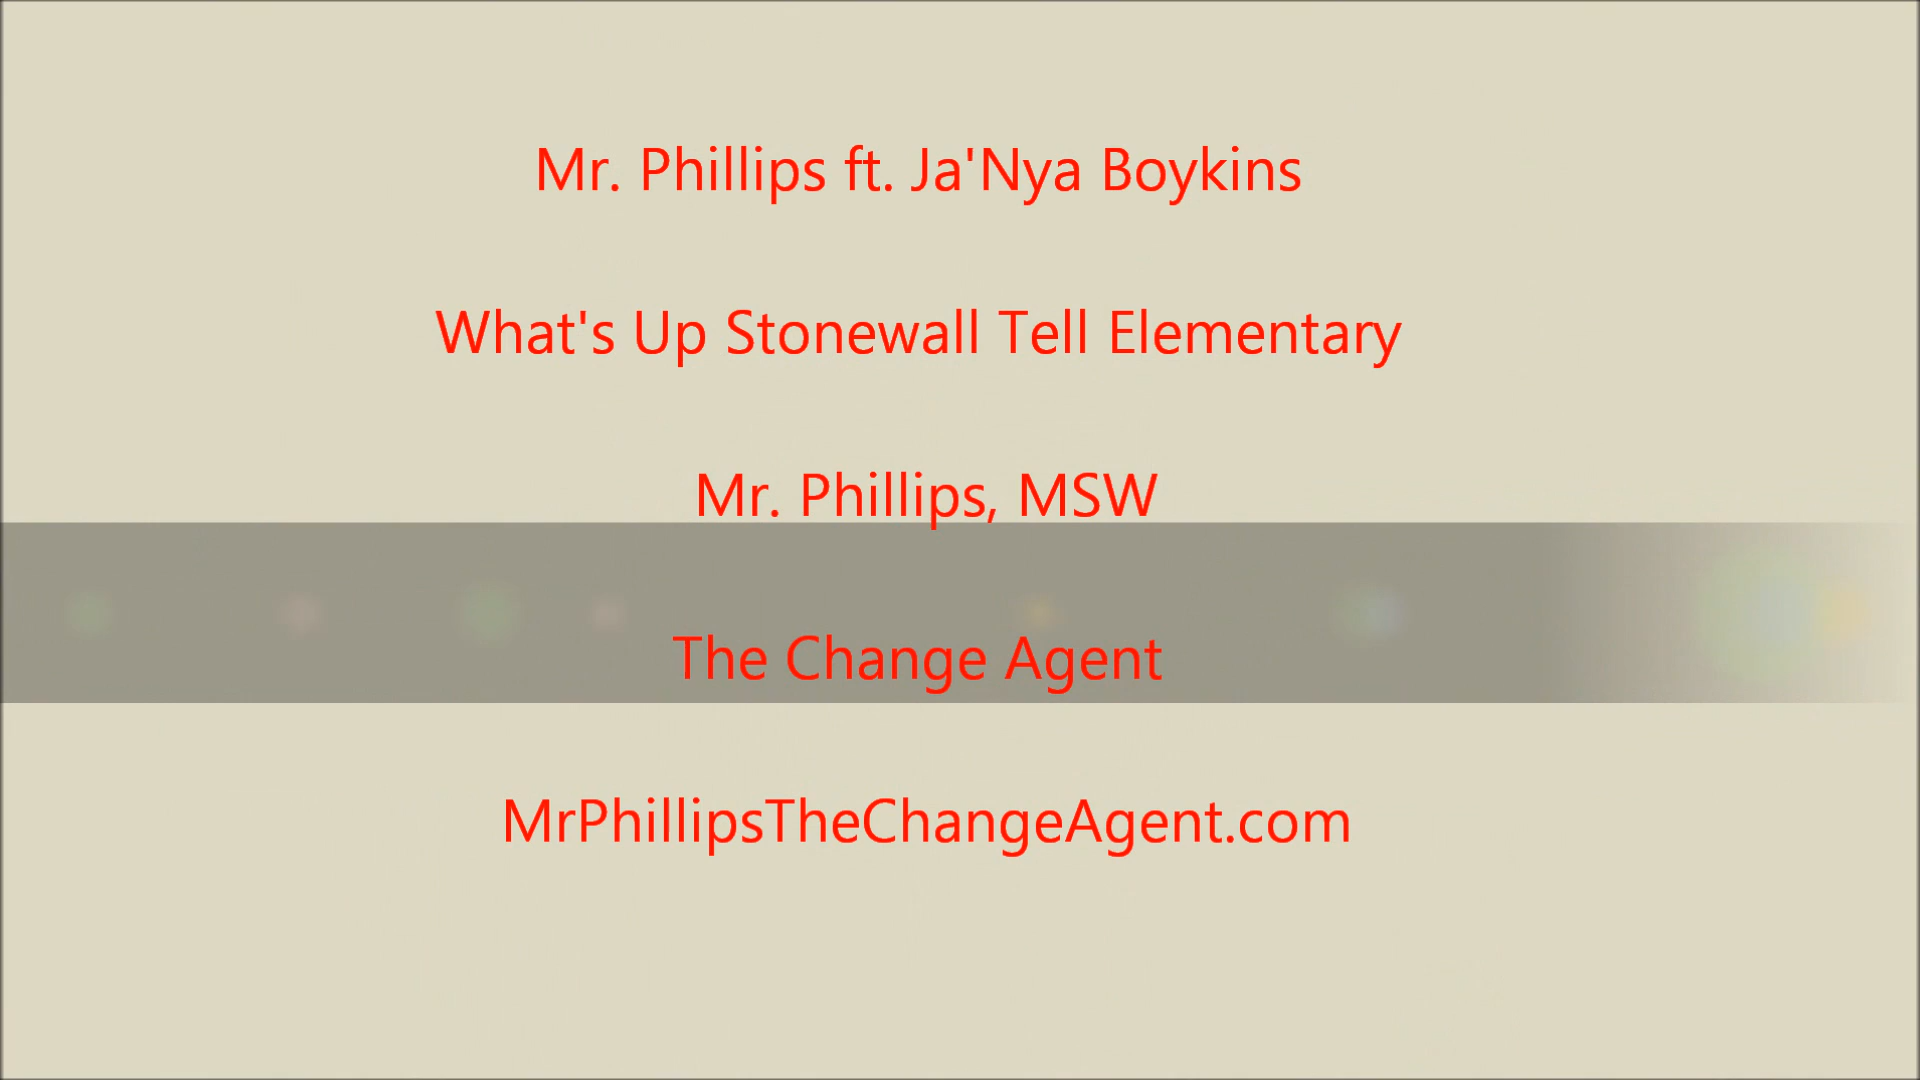 Mr. Phillips ft. Ja'Nya Boykins
What's Up Stonewall Tell Elementary
Mr. Phillips, MSW
The Change Agent
MrPhillipsTheChangeAgent.com